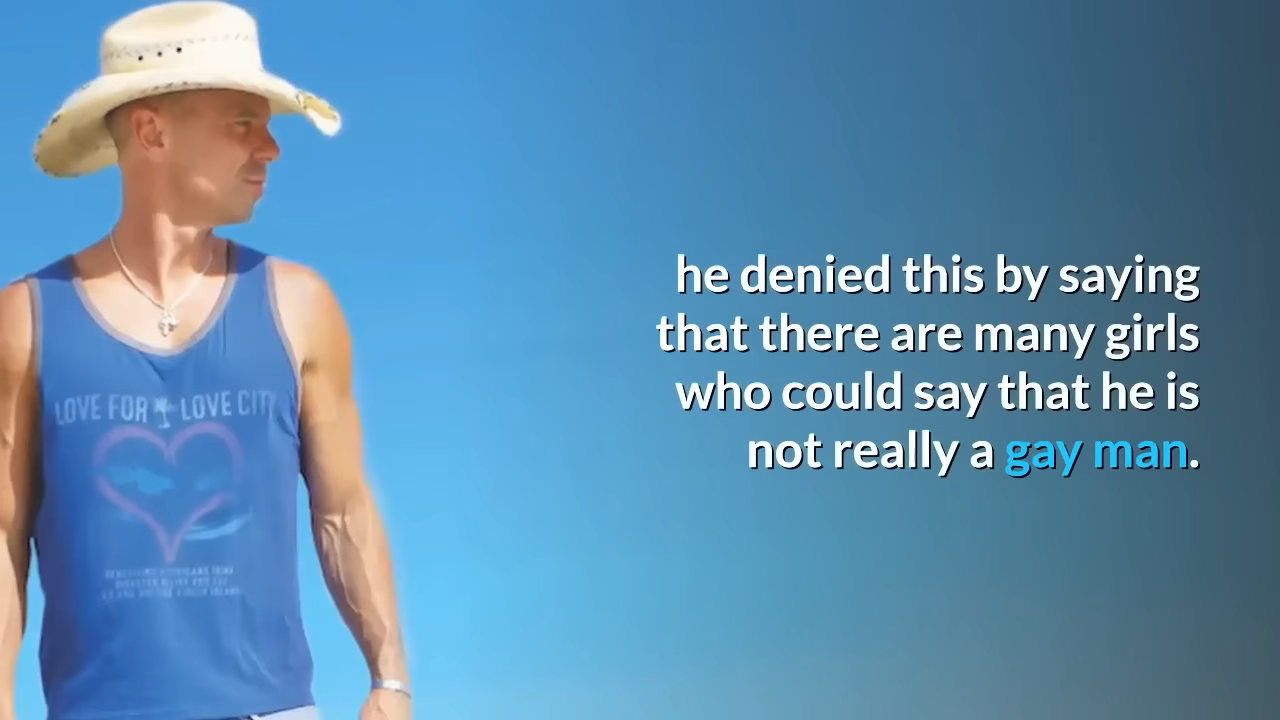 he denied this by saying
that there are many girls
who could say that he is
not really a gay man.
LOVE FOR LOVE CITY